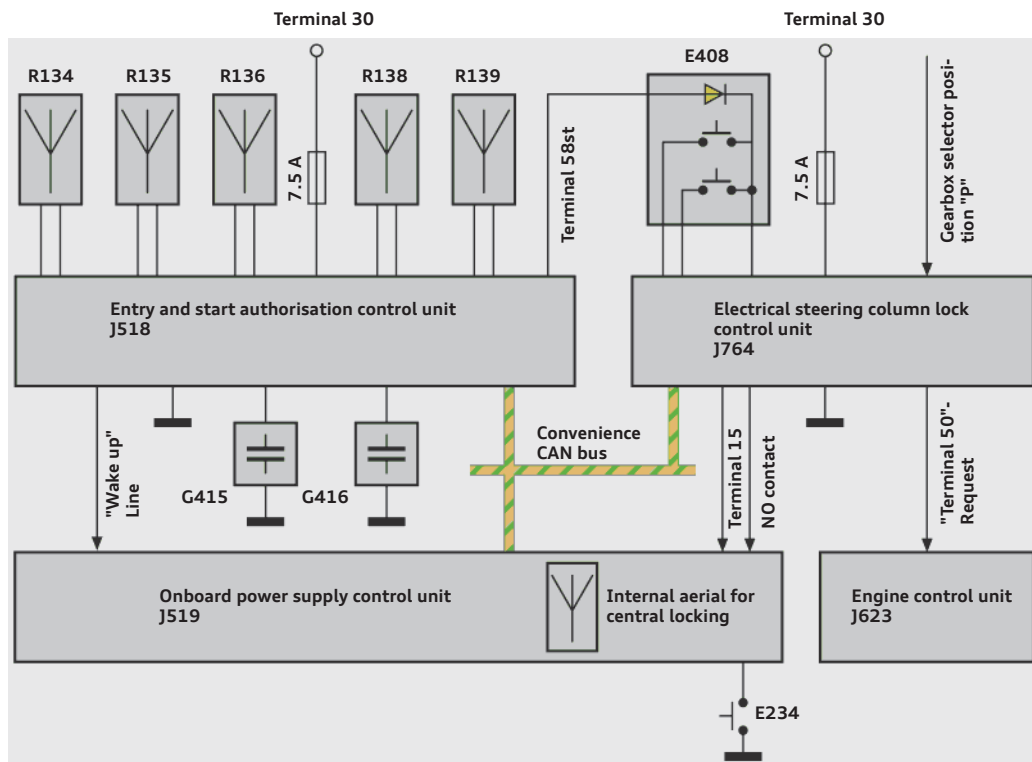 Terminal 30
Terminal 30
R134
R135
R136
R138
R139
E408
7.5 A
Terminal 58st
7.5 A
Gearbox selector posi-
tion "P"
Entry and start authorisation control unit
J518
Electrical steering column lock
control unit
J764
"Wake up"
Line
G415
G416
Convenience
CAN bus
Terminal 15
NO contact
"Terminal 50"-
Request
Onboard power supply control unit
J519
Internal aerial for
central locking
Engine control unit
J623
E234